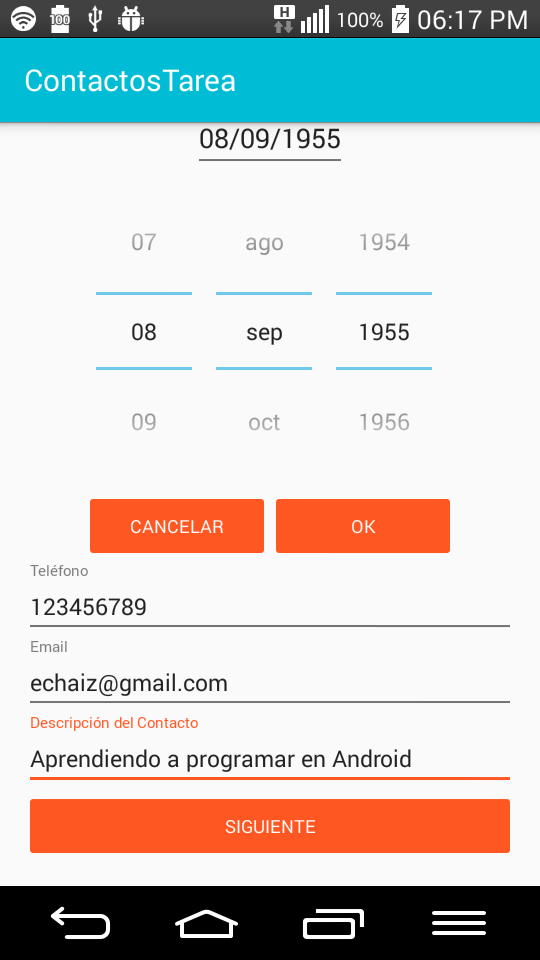 100 H 100% 06:17 PM
ContactosTarea
08/09/1955
07 ago 1954
08 sep 1955
09 oct 1956
CANCELAR OK
Teléfono
123456789
Email
echaiz@gmail.com
Descripción del Contacto
Aprendiendo a programar en Android
SIGUIENTE